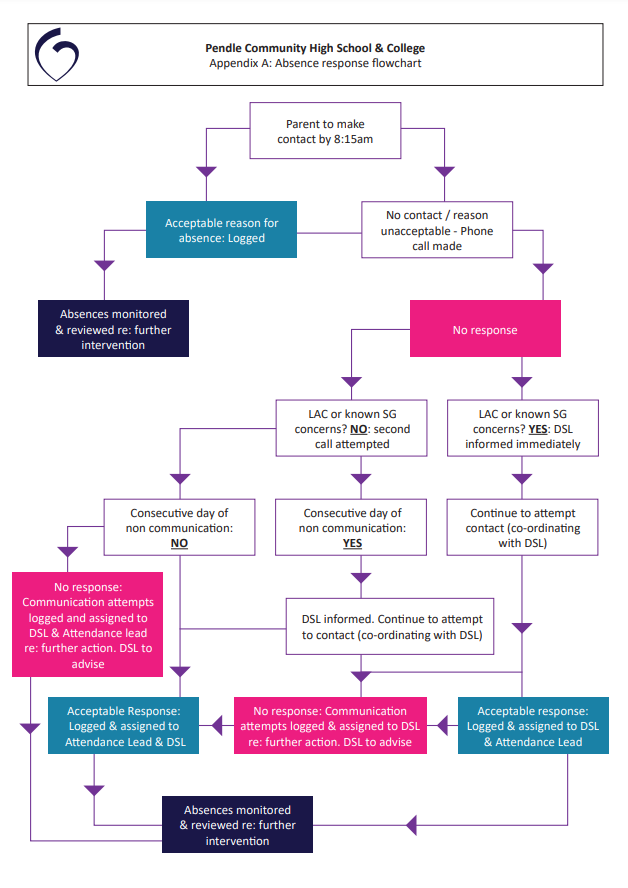 Pendle Community High School & College
Appendix A: Absence response flowchart
Parent to make
contact by 8:15am
Acceptable reason for
absence: Logged
No contact / reason
unacceptable - Phone
call made
Absences monitored
& reviewed re: further
intervention
No response
LAC or known SG
concerns? NO: second
call attempted
LAC or known SG
concerns? YES: DSL
informed immediately
Consecutive day of
non communication:
NO
Consecutive day of
non communication:
YES
Continue to attempt
contact (co-ordinating
with DSL)
No response:
Communication attempts
logged and assigned to
DSL & Attendance lead
re: further action. DSL to
advise
DSL informed. Continue to attempt
to contact (co-ordinating with DSL)
Acceptable Response:
Logged & assigned to
Attendance Lead & DSL
No response: Communication
attempts logged & assigned to DSL
re: further action. DSL to advise
Acceptable response:
Logged & assigned to DSL
& Attendance Lead
Absences monitored
& reviewed re: further
intervention